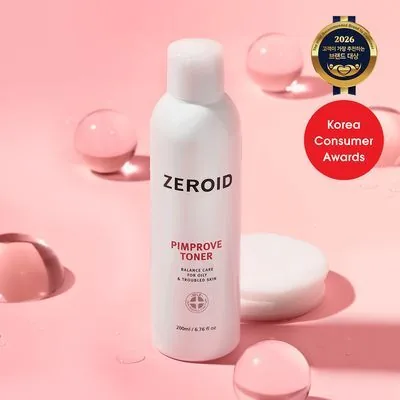 2026
고객이 가장 추천하는
브랜드 대상
Korea
Consumer
Awards
ZEROID
PIMPROVE
TONER
BALANCE CARE
FOR OILY
& TROUBLED SKIN
200ml / 6.76 fl oz